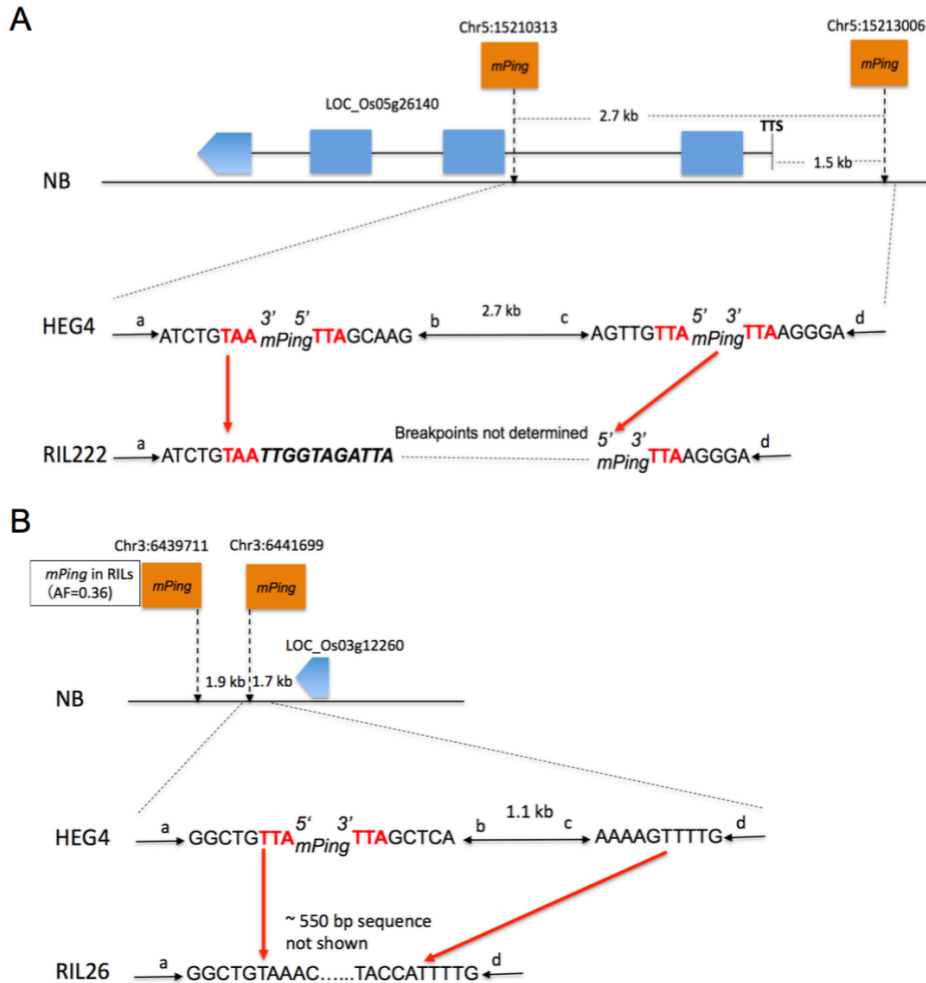 A
Chr5:15210313
Chr5:15213006
mPing
mPing
LOC_Os05g26140
2.7 kb
TTS
1.5 kb
NB
HEG4
a
ATCTGTAA 3' mPing 5' TTAGCAAG
b
2.7 kb
c
AGTTGTTA 5' mPing 3' TTAAGGGA
d
Breakpoints not determined
RIL222
a
ATCTGTAATTGGTAGATTA
5' mPing 3' TTAAGGGA
d
B
Chr3:6439711
Chr3:6441699
mPing in RILs
(AF=0.36)
mPing
mPing
LOC_Os03g12260
1.9 kb
1.7 kb
NB
HEG4
a
GGCTGTTA 5' mPing 3' TTAGCTCA
b
1.1 kb
c
AAAAGTTTTG
d
~ 550 bp sequence
not shown
RIL26
a
GGCTGTAAAC......TACCATTTTG
d